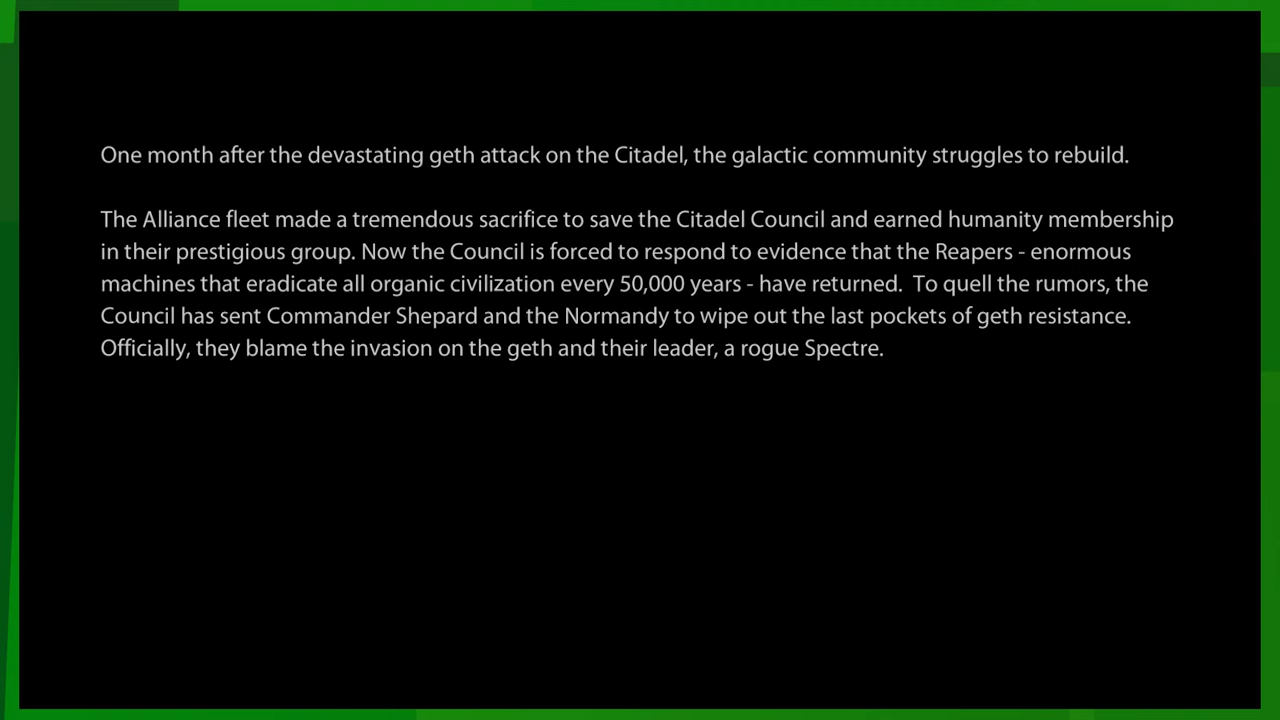 One month after the devastating geth attack on the Citadel, the galactic community struggles to rebuild.
The Alliance fleet made a tremendous sacrifice to save the Citadel Council and earned humanity membership
in their prestigious group. Now the Council is forced to respond to evidence that the Reapers - enormous
machines that eradicate all organic civilization every 50,000 years - have returned.  To quell the rumors, the
Council has sent Commander Shepard and the Normandy to wipe out the last pockets of geth resistance.
Officially, they blame the invasion on the geth and their leader, a rogue Spectre.